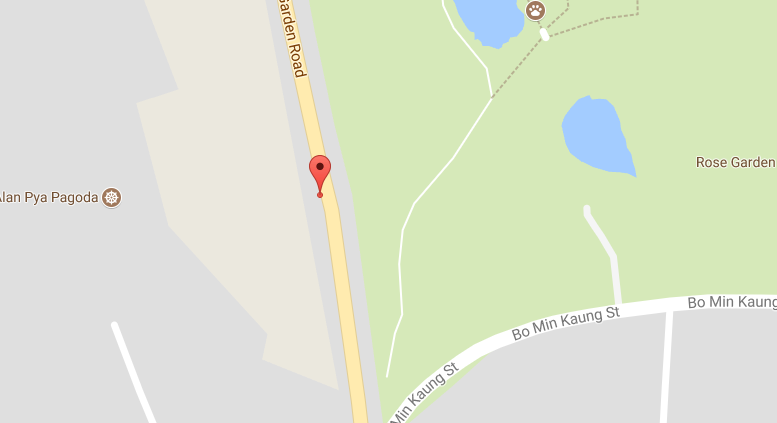 Garden Road
Rose Garden
Alan Pya Pagoda
Bo Min Kaung
Bo Min Kaung St
Min Kaung St